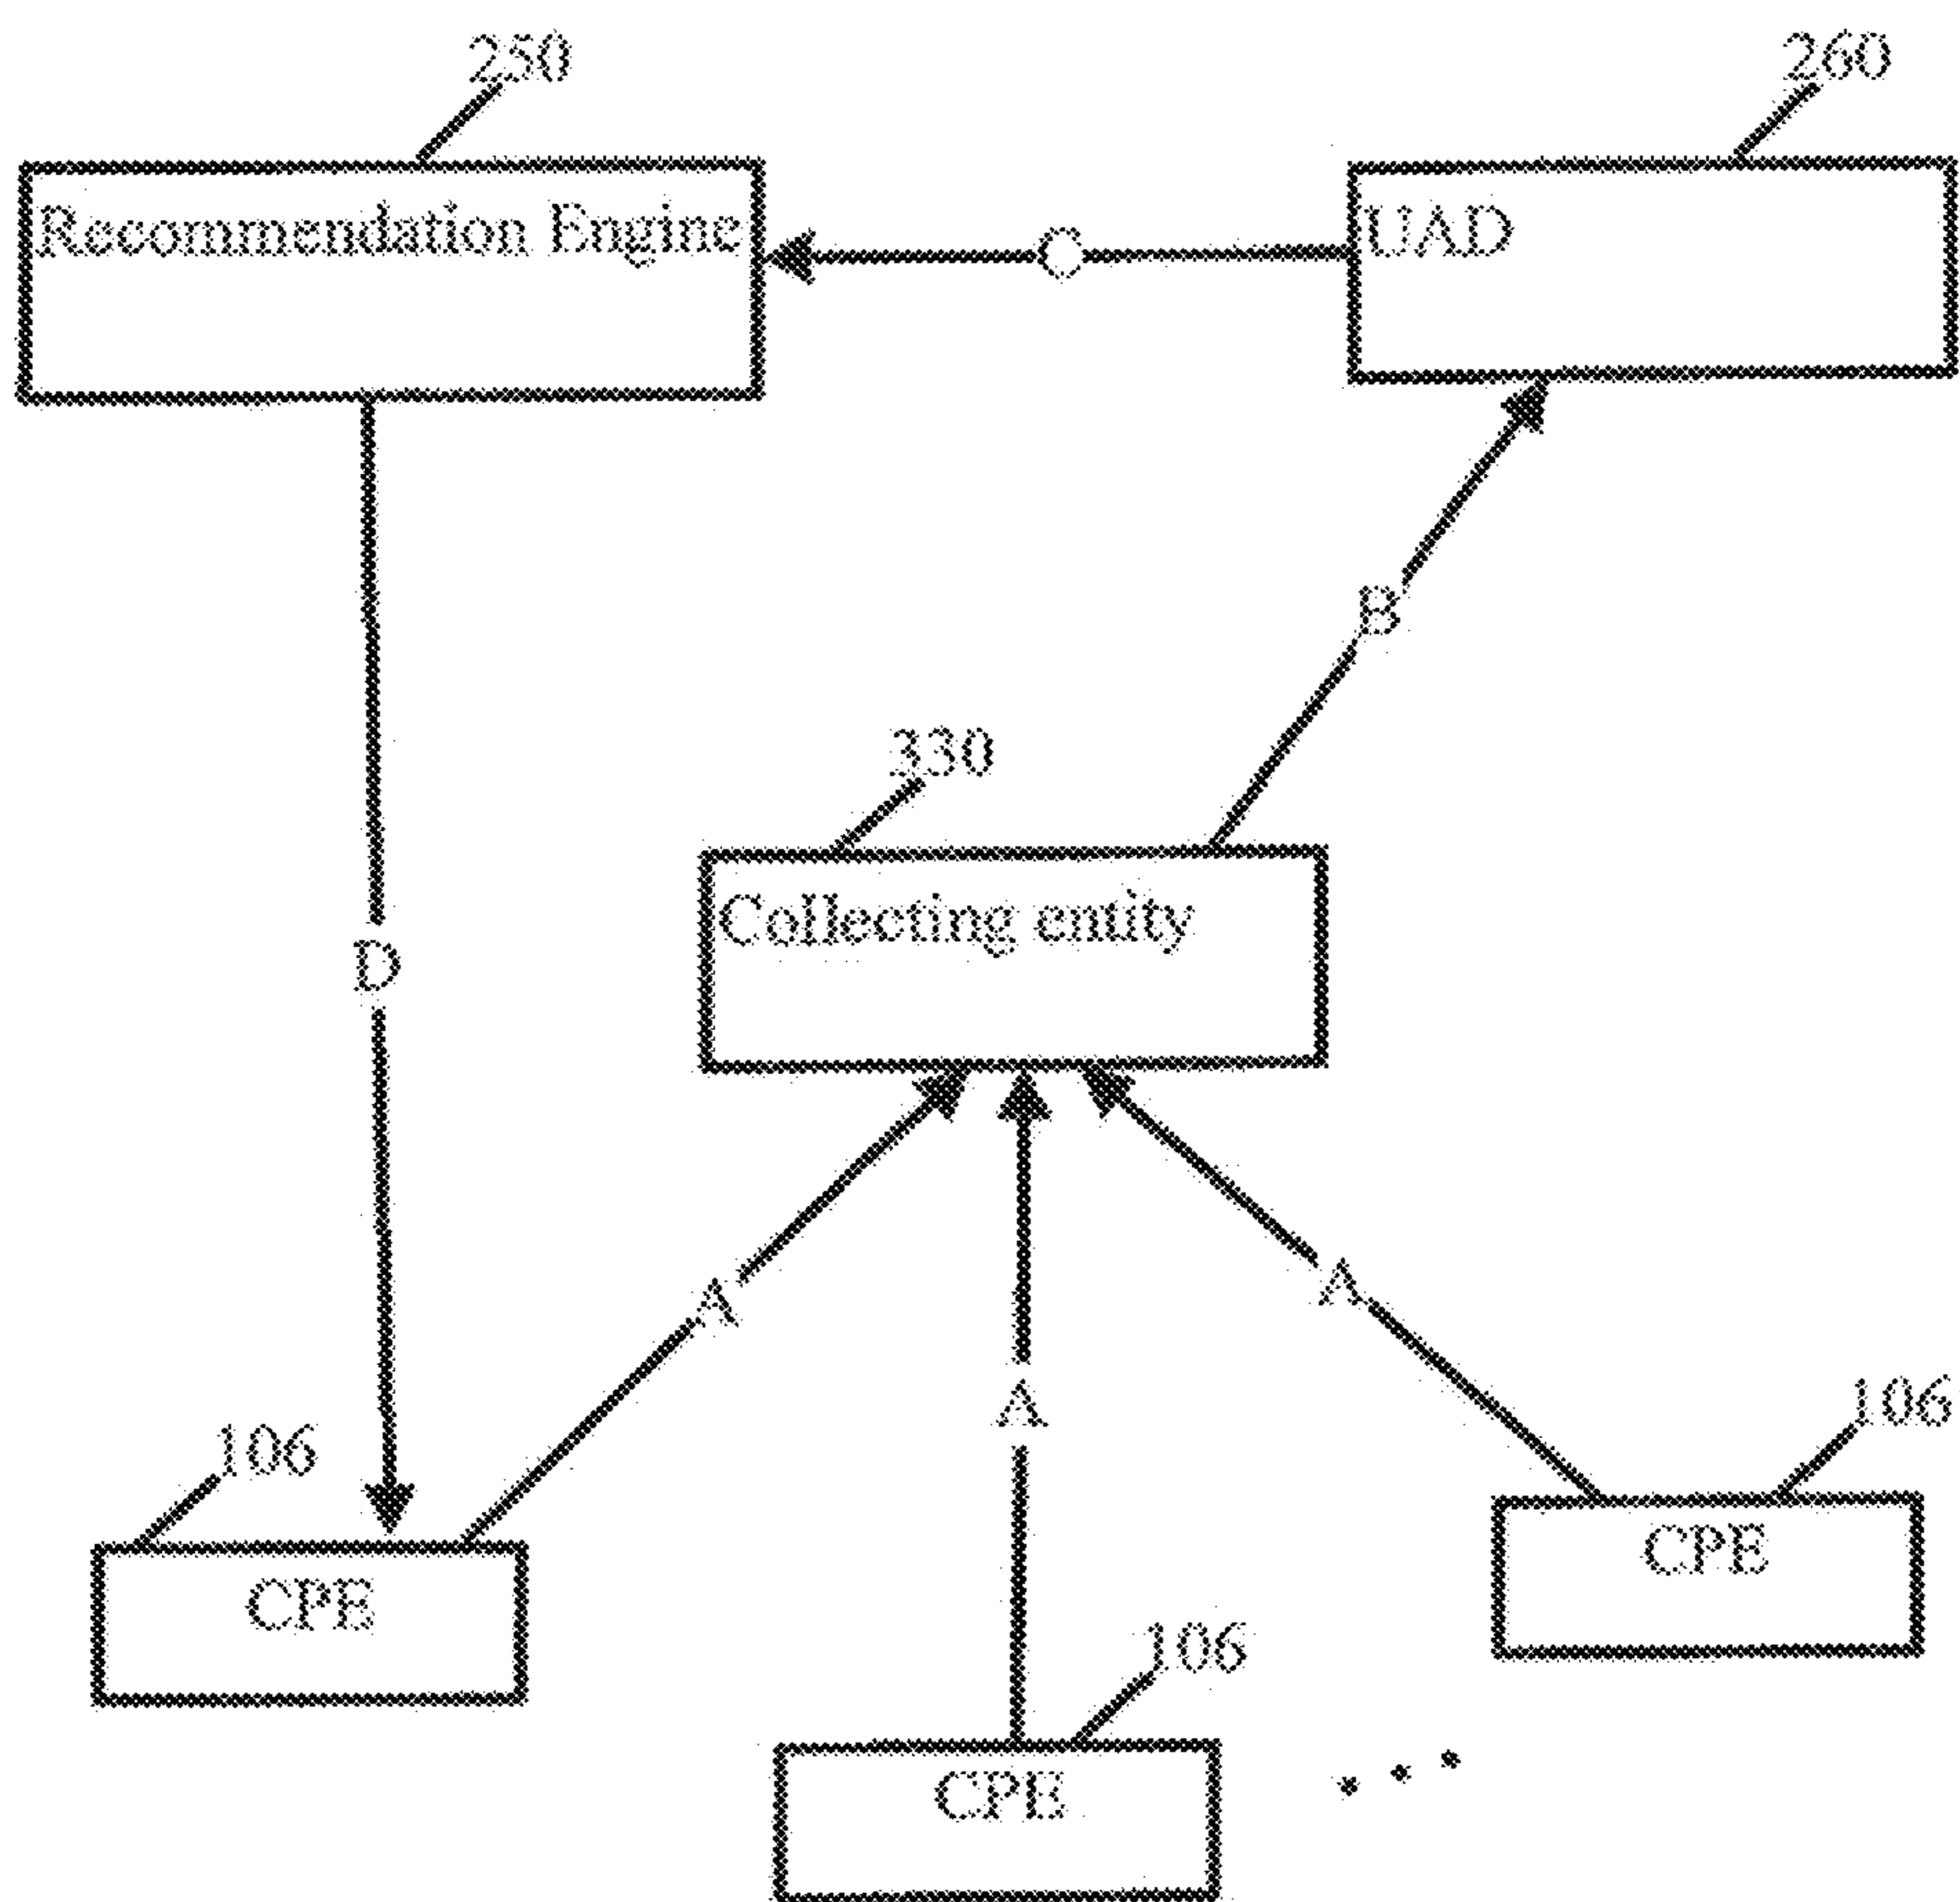 250
260
Recommendation Engine
C
UAD
B
330
Collecting entity
D
A
A
A
106
106
CPE
CPE
106
CPE